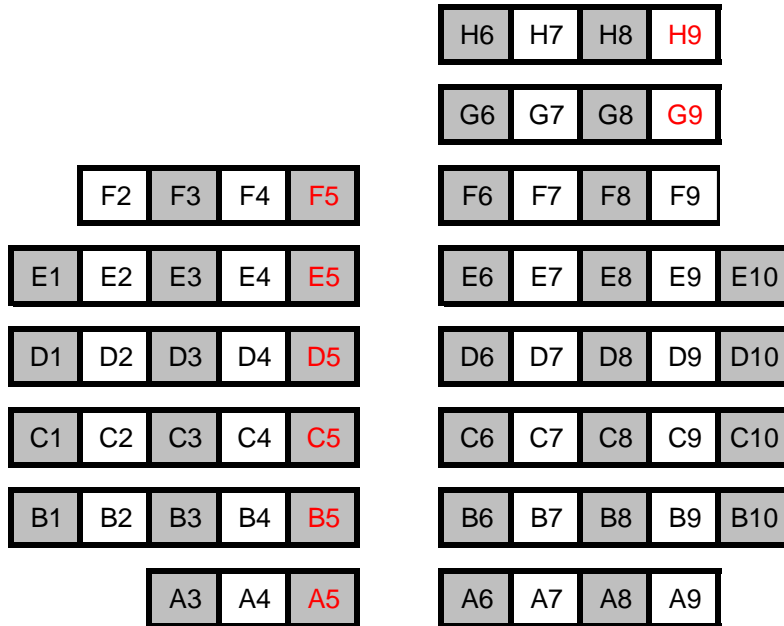 H6 H7 H8 H9
G6 G7 G8 G9
F2 F3 F4 F5 F6 F7 F8 F9
E1 E2 E3 E4 E5 E6 E7 E8 E9 E10
D1 D2 D3 D4 D5 D6 D7 D8 D9 D10
C1 C2 C3 C4 C5 C6 C7 C8 C9 C10
B1 B2 B3 B4 B5 B6 B7 B8 B9 B10
A3 A4 A5 A6 A7 A8 A9